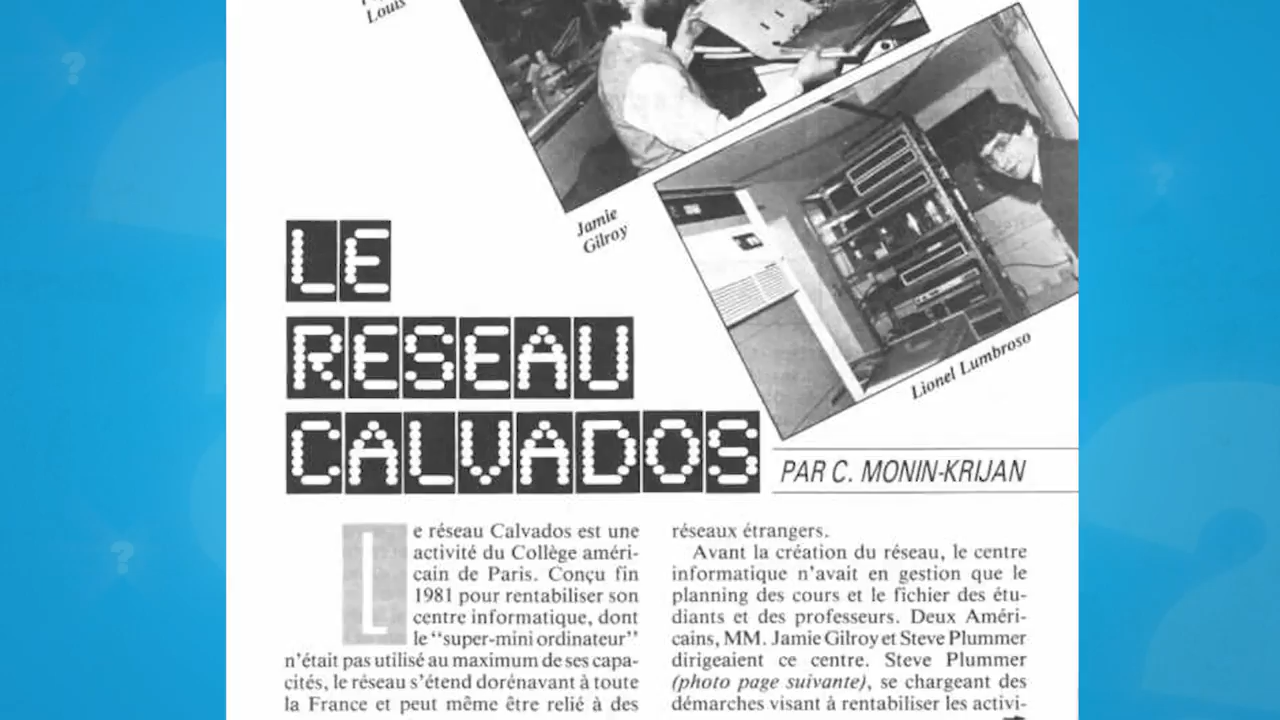 Louis
Jamie
Gilroy
Lionel Lumbroso
LE
RESEAU
CALVADOS
PAR C. MONIN-KRIJAN
Le réseau Calvados est une
activité du Collège améri-
cain de Paris. Conçu fin
1981 pour rentabiliser son
centre informatique, dont
le “super-mini ordinateur”
n'était pas utilisé au maximum de ses capa-
cités, le réseau s'étend dorénavant à toute
la France et peut même être relié à des
réseaux étrangers.
Avant la création du réseau, le centre
informatique n'avait en gestion que le
planning des cours et le fichier des étu-
diants et des professeurs. Deux Améri-
cains, MM. Jamie Gilroy et Steve Plummer
dirigeaient ce centre. Steve Plummer
(photo page suivante), se chargeant des
démarches visant à rentabiliser les activi-